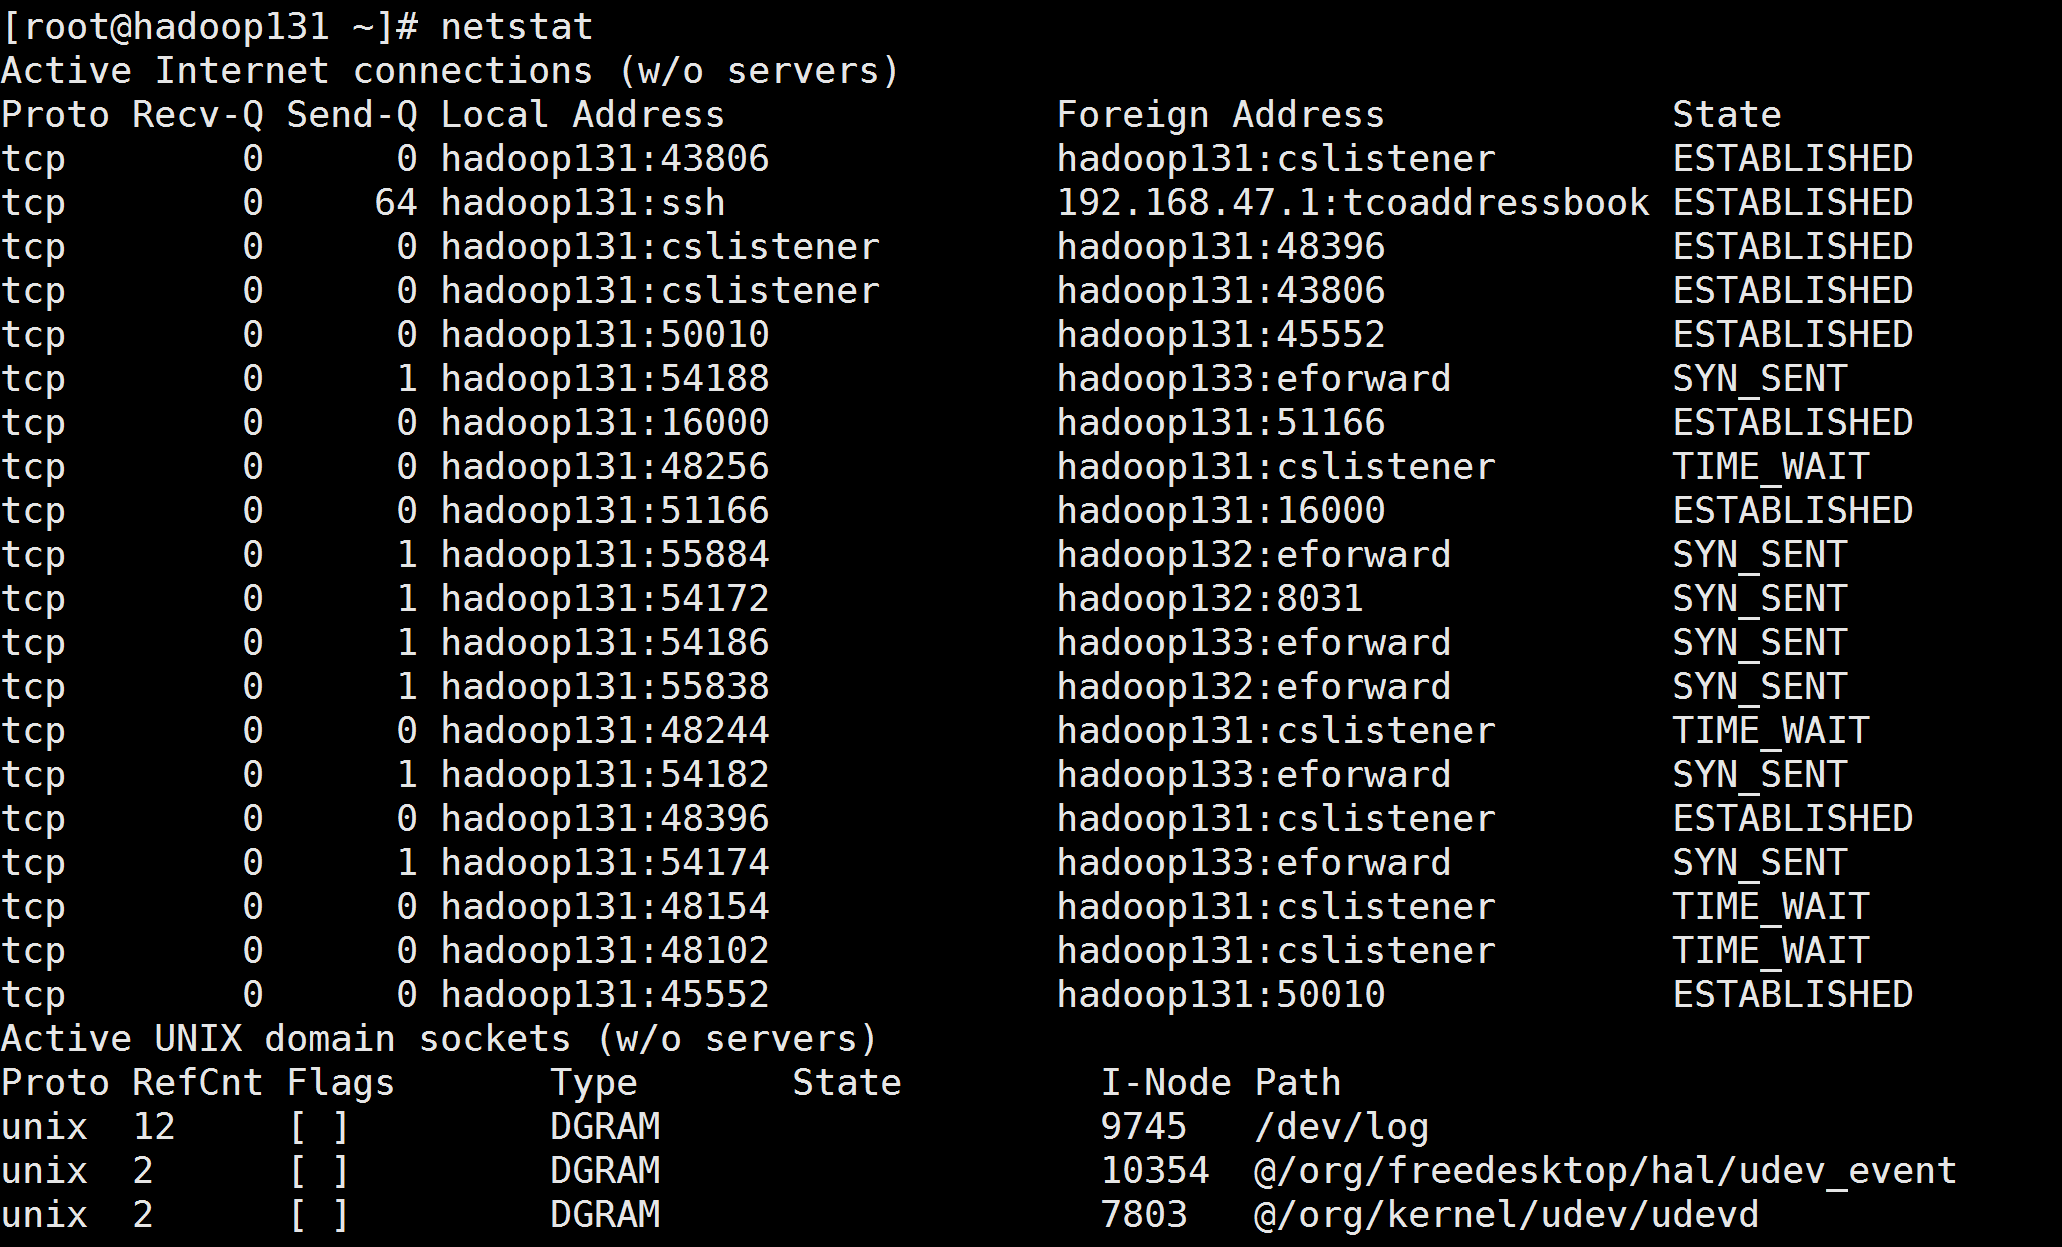 [root@hadoop131 ~]# netstat
Active Internet connections (w/o servers)
Proto Recv-Q Send-Q Local Address               Foreign Address             State
tcp        0      0 hadoop131:43806             hadoop131:cslistener        ESTABLISHED
tcp        0     64 hadoop131:ssh               192.168.47.1:tcoaddressbook ESTABLISHED
tcp        0      0 hadoop131:cslistener        hadoop131:48396             ESTABLISHED
tcp        0      0 hadoop131:cslistener        hadoop131:43806             ESTABLISHED
tcp        0      0 hadoop131:50010             hadoop131:45552             ESTABLISHED
tcp        0      1 hadoop131:54188             hadoop133:eforward          SYN_SENT
tcp        0      0 hadoop131:16000             hadoop131:51166             ESTABLISHED
tcp        0      0 hadoop131:48256             hadoop131:cslistener        TIME_WAIT
tcp        0      0 hadoop131:51166             hadoop131:16000             ESTABLISHED
tcp        0      1 hadoop131:55884             hadoop132:eforward          SYN_SENT
tcp        0      1 hadoop131:54172             hadoop132:8031              SYN_SENT
tcp        0      1 hadoop131:54186             hadoop133:eforward          SYN_SENT
tcp        0      1 hadoop131:55838             hadoop132:eforward          SYN_SENT
tcp        0      0 hadoop131:48244             hadoop131:cslistener        TIME_WAIT
tcp        0      1 hadoop131:54182             hadoop133:eforward          SYN_SENT
tcp        0      0 hadoop131:48396             hadoop131:cslistener        ESTABLISHED
tcp        0      1 hadoop131:54174             hadoop133:eforward          SYN_SENT
tcp        0      0 hadoop131:48154             hadoop131:cslistener        TIME_WAIT
tcp        0      0 hadoop131:48102             hadoop131:cslistener        TIME_WAIT
tcp        0      0 hadoop131:45552             hadoop131:50010             ESTABLISHED
Active UNIX domain sockets (w/o servers)
Proto RefCnt Flags       Type       State         I-Node Path
unix  12     [ ]         DGRAM                    9745   /dev/log
unix  2      [ ]         DGRAM                    10354  @/org/freedesktop/hal/udev_event
unix  2      [ ]         DGRAM                    7803   @/org/kernel/udev/udevd